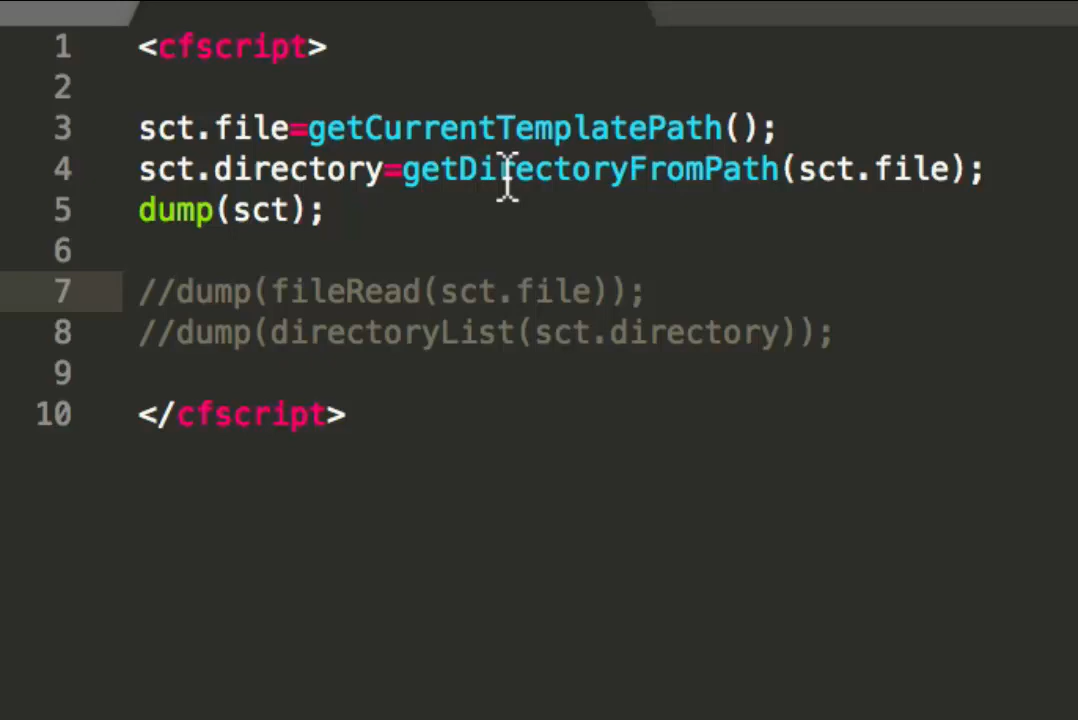 1 <cfscript>
2
3 sct.file=getCurrentTemplatePath();
4 sct.directory=getDirectoryFromPath(sct.file);
5 dump(sct);
6
7 //dump(fileRead(sct.file));
8 //dump(directoryList(sct.directory));
9
10 </cfscript>